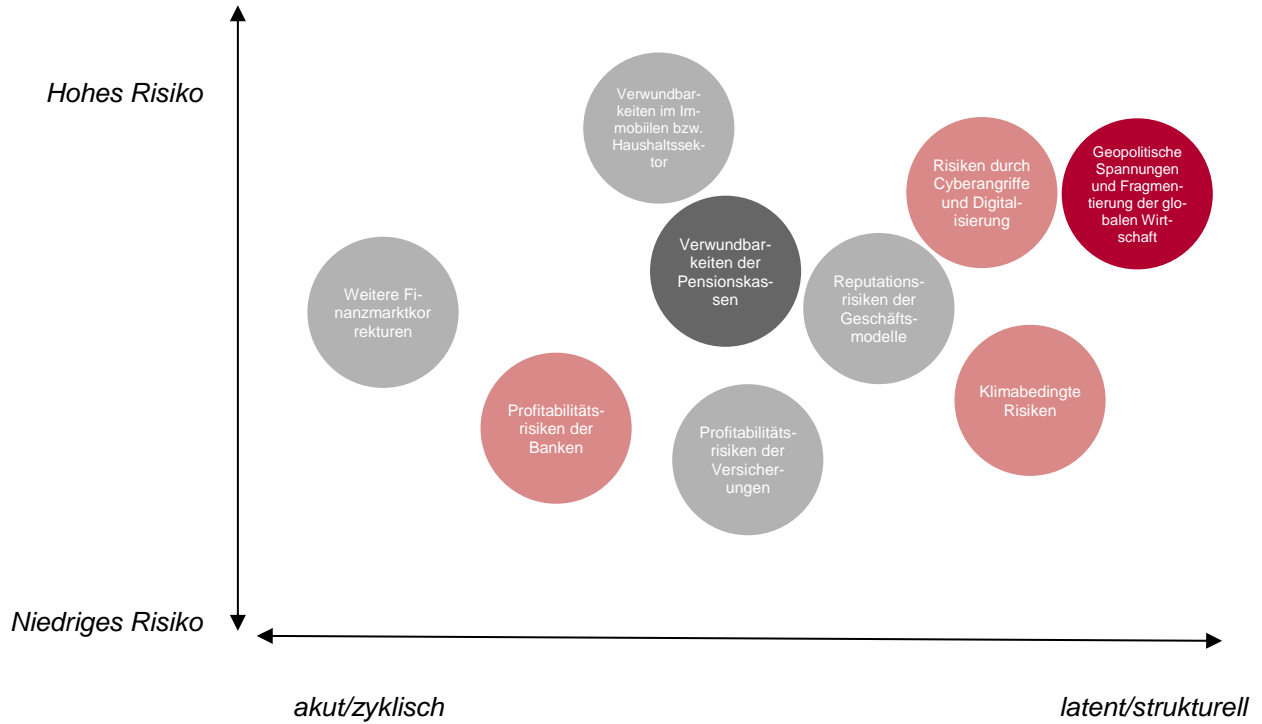 Hohes Risiko
Verwundbar-
keiten im Im-
mobiilen bzw.
Haushaltssek-
tor
Risiken durch
Cyberangriffe
und Digital-
isierung
Geopolitische
Spannungen
und Fragmen-
tierung der glo-
balen Wirt-
schaft
Verwundbar-
keiten der
Pensionskas-
sen
Reputations-
risiken der
Geschäfts-
modelle
Weitere Fi-
nanzmarktkor
rekturen
Profitabilitäts-
risiken der
Banken
Profitabilitäts-
risiken der
Versicher-
ungen
Klimabedingte
Risiken
Niedriges Risiko
akut/zyklisch
latent/strukturell